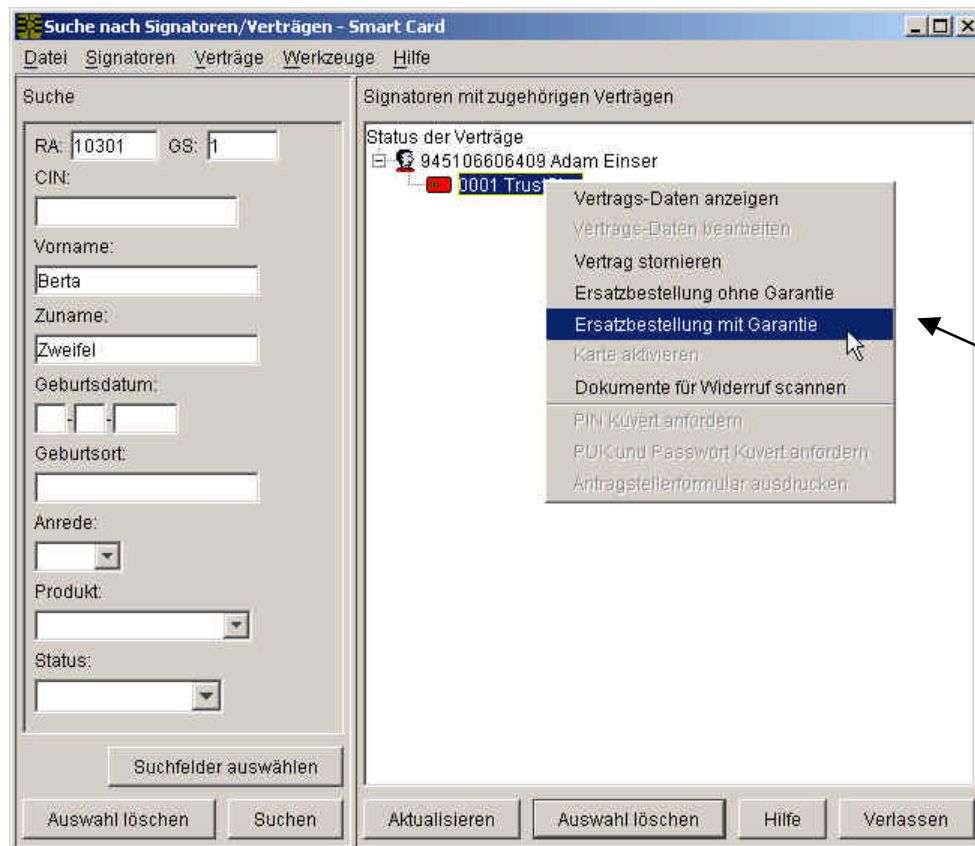 Suche nach Signatoren/Verträgen - Smart Card
Datei Signatoren Verträge Werkzeuge Hilfe
Suche
RA: 10301 GS: 1
CIN:
Vorname:
Berta
Zuname:
Zweifel
Geburtsdatum:
- -
Geburtsort:
Anrede:
Produkt:
Status:
Suchfelder auswählen
Auswahl löschen Suchen
Signatoren mit zugehörigen Verträgen
Status der Verträge
945106606409 Adam Einser
0001
Vertrags-Daten anzeigen
Vertrags-Daten bearbeiten
Vertrag stornieren
Ersatzbestellung ohne Garantie
Ersatzbestellung mit Garantie
Karte aktivieren
Dokumente für Widerruf scannen
PIN Kuvert anfordern
PUK und Passwort Kuvert anfordern
Antragstellerformular ausdrucken
Aktualisieren Auswahl löschen Hilfe Verlassen